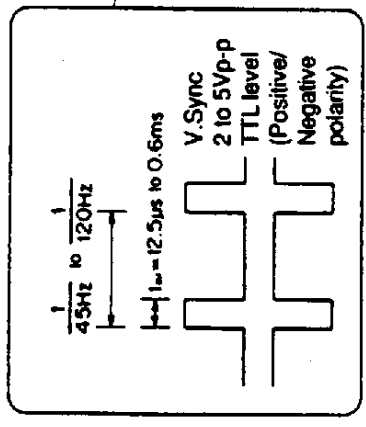 1/45Hz to 1/120Hz
=12.5μs to 0.6ms
V.Sync
2 to 5Vp-p
TTL level
(Positive/
Negative
polarity)